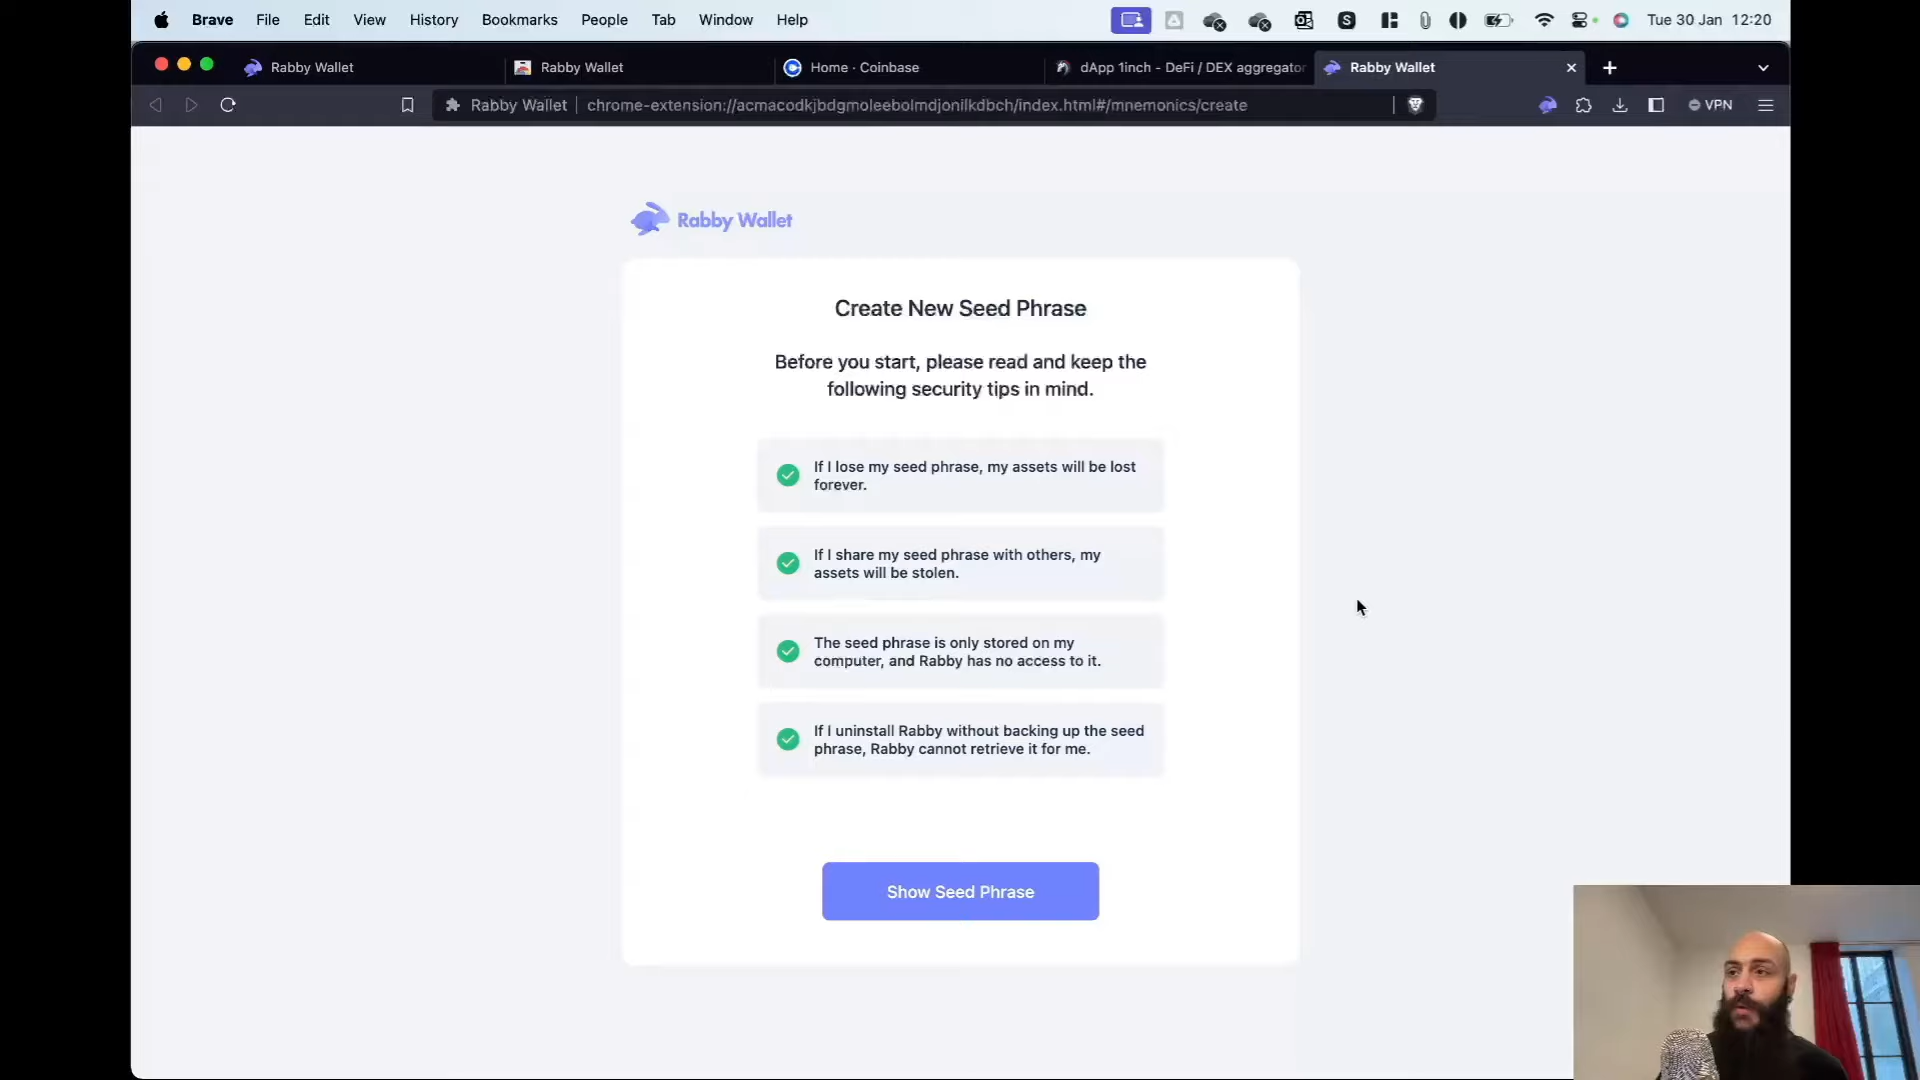 Brave File Edit View History Bookmarks People Tab Window Help Tue 30 Jan 12:20
Rabby Wallet Rabby Wallet Home · Coinbase dApp 1inch - DeFi / DEX aggregator Rabby Wallet
Rabby Wallet chrome-extension://acmacodkjbdgmoleebolmdjonilkdbch/index.html#/mnemonics/create VPN
Rabby Wallet
Create New Seed Phrase
Before you start, please read and keep the
following security tips in mind.
If I lose my seed phrase, my assets will be lost
forever.
If I share my seed phrase with others, my
assets will be stolen.
The seed phrase is only stored on my
computer, and Rabby has no access to it.
If I uninstall Rabby without backing up the seed
phrase, Rabby cannot retrieve it for me.
Show Seed Phrase